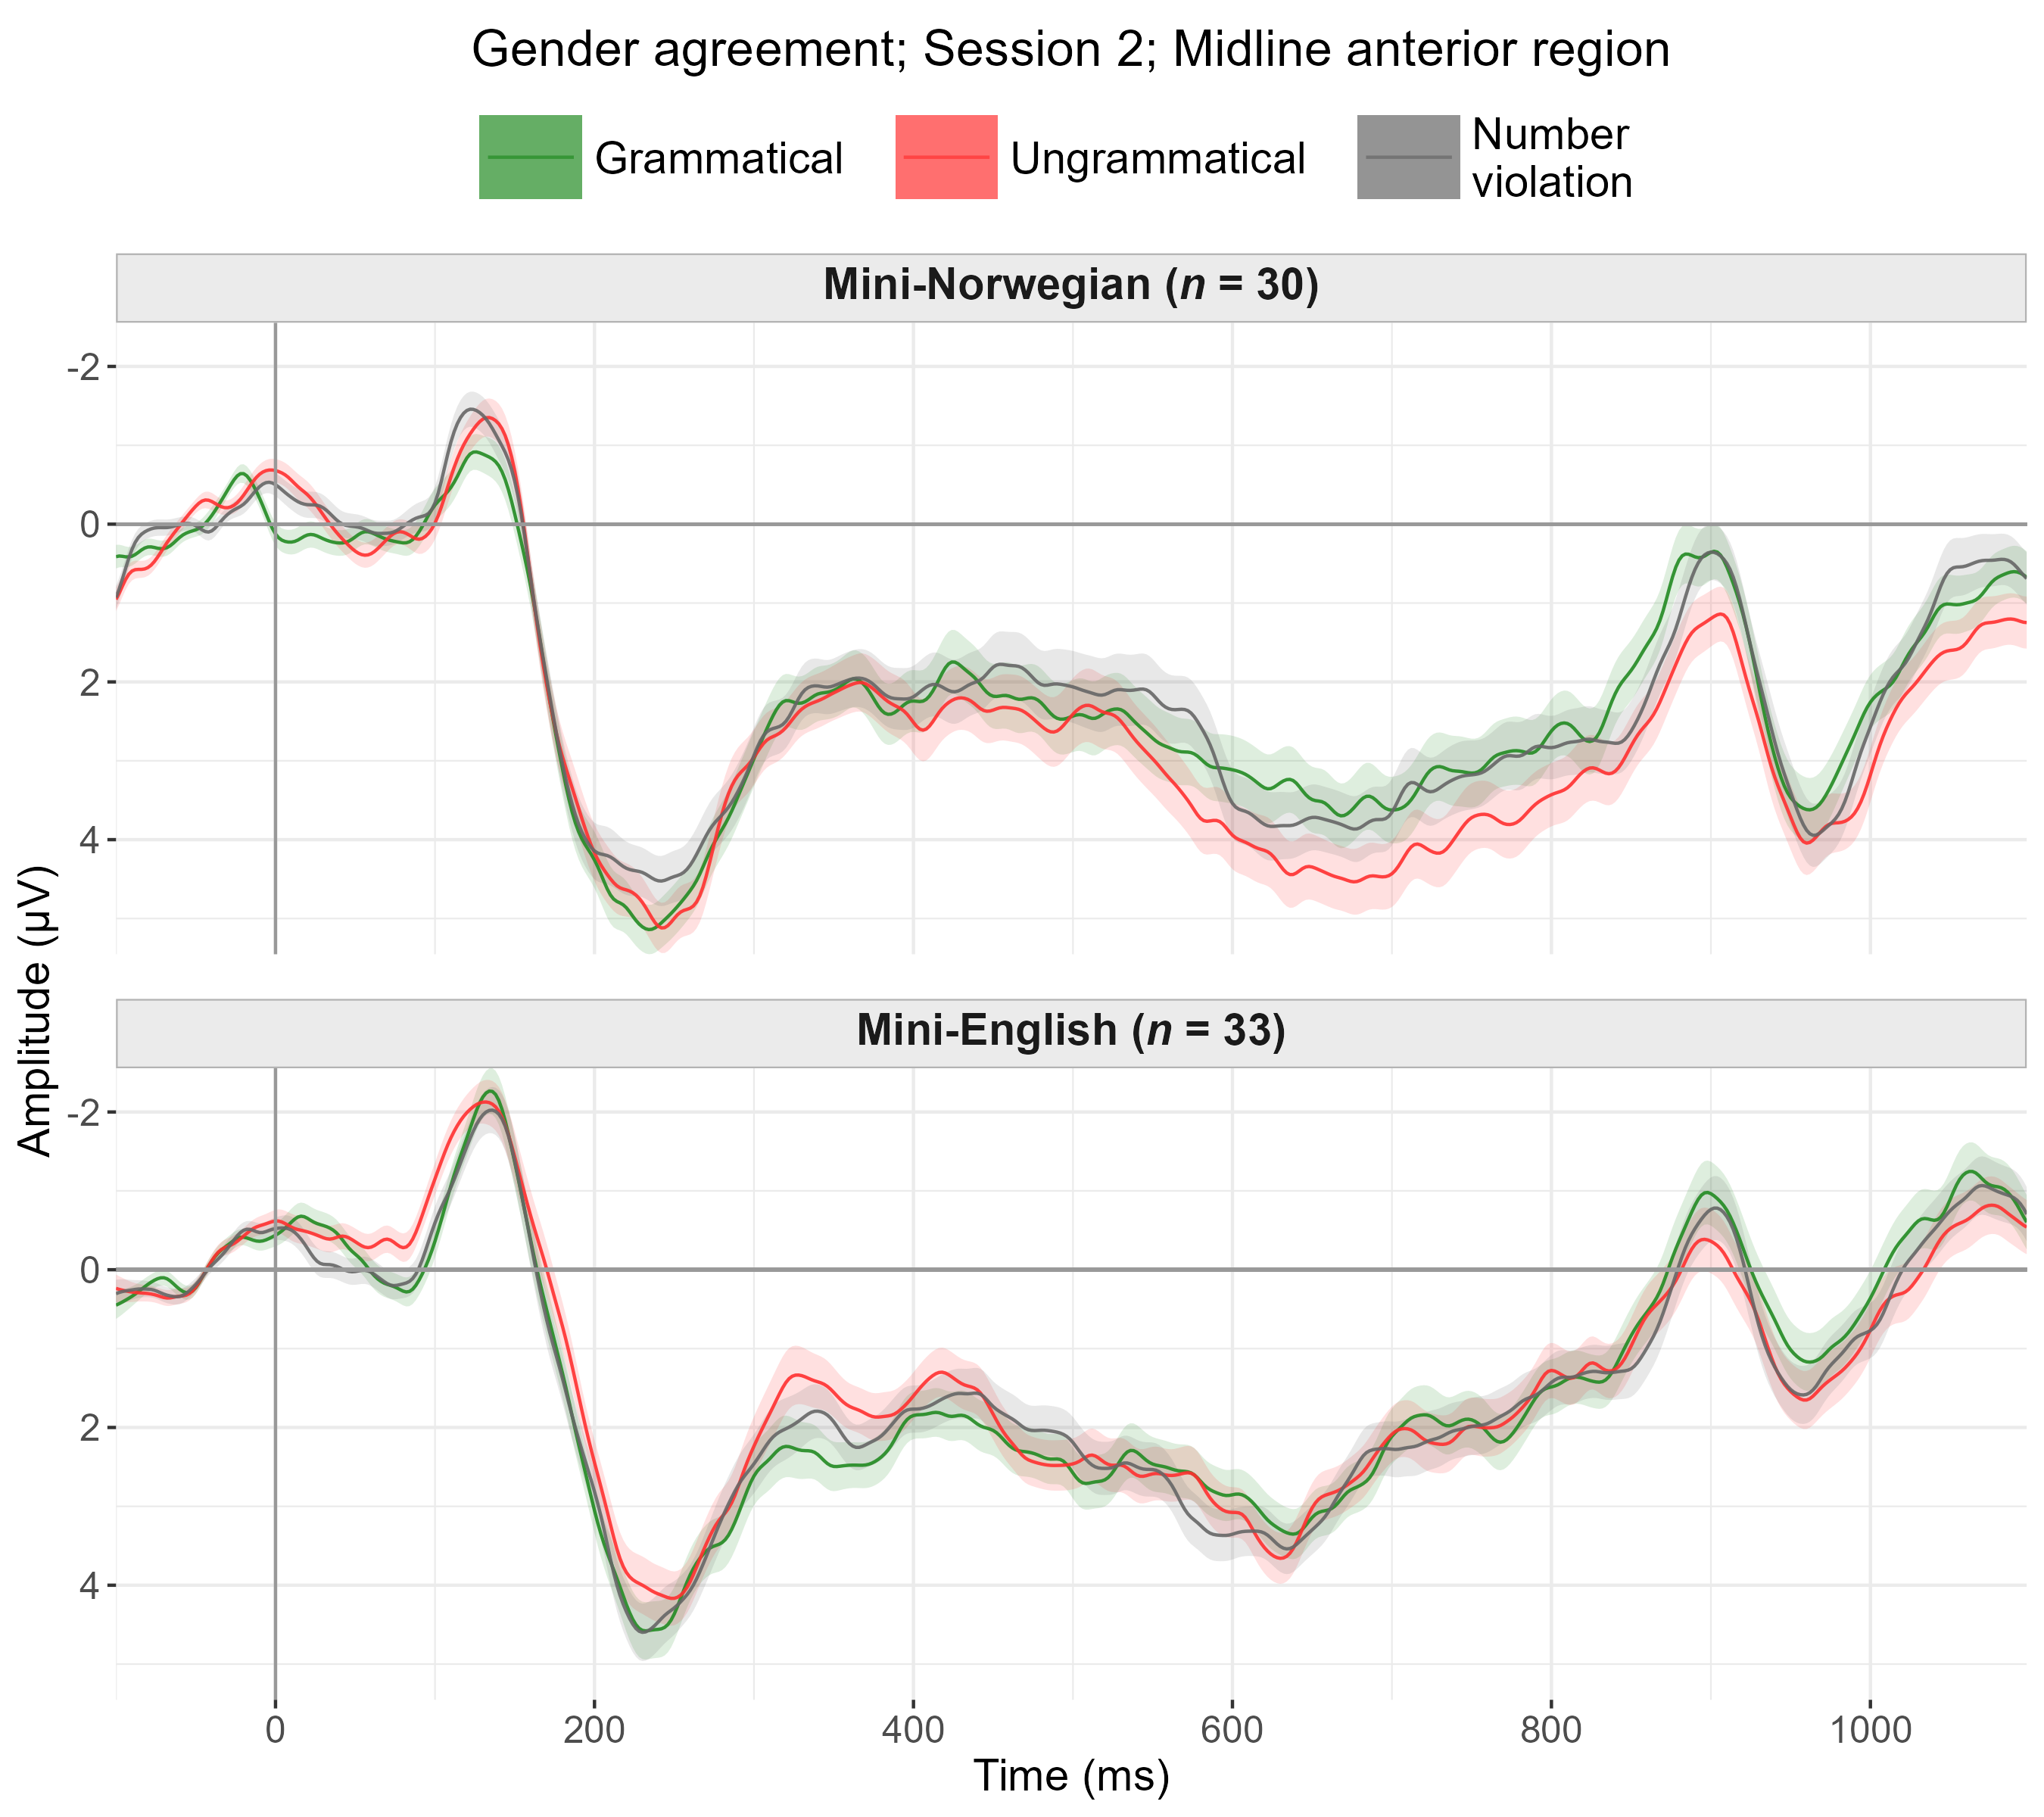 Gender agreement; Session 2; Midline anterior region
Grammatical
Ungrammatical
Number
violation
Mini-Norwegian (n = 30)
-2
0
2
4
Amplitude (µV)
Mini-English (n = 33)
-2
0
2
4
0 200 400 600 800 1000
Time (ms)